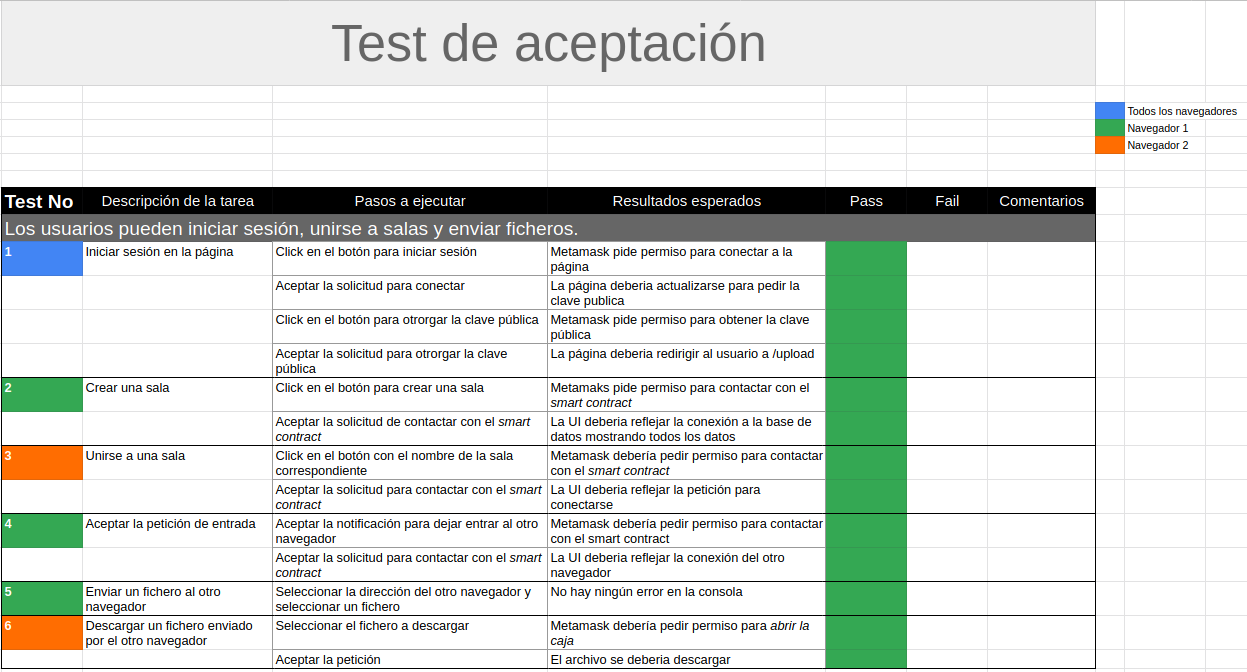 Test de aceptación
Todos los navegadores
Navegador 1
Navegador 2
Test No Descripción de la tarea Pasos a ejecutar Resultados esperados Pass Fail Comentarios
Los usuarios pueden iniciar sesión, unirse a salas y enviar ficheros.
1 Iniciar sesión en la página Click en el botón para iniciar sesión Metamask pide permiso para conectar a la
página
Aceptar la solicitud para conectar La página deberia actualizarse para pedir la
clave publica
Click en el botón para otrorgar la clave pública Metamask pide permiso para obtener la clave
pública
Aceptar la solicitud para otrorgar la clave La página deberia redirigir al usuario a /upload
pública
2 Crear una sala Click en el botón para crear una sala Metamaks pide permiso para contactar con el
smart contract
Aceptar la solicitud de contactar con el smart La UI deberia reflejar la conexión a la base de
contract datos mostrando todos los datos
3 Unirse a una sala Click en el botón con el nombre de la sala Metamask debería pedir permiso para contactar
correspondiente con el smart contract
Aceptar la solicitud para contactar con el smart La UI deberia reflejar la petición para
contract conectarse
4 Aceptar la petición de entrada Aceptar la notificación para dejar entrar al otro Metamask debería pedir permiso para contactar
navegador con el smart contract
Aceptar la solicitud para contactar con el smart La UI deberia reflejar la conexión del otro
contract navegador
5 Enviar un fichero al otro Seleccionar la dirección del otro navegador y No hay ningún error en la consola
navegador seleccionar un fichero
6 Descargar un fichero enviado Seleccionar el fichero a descargar Metamask debería pedir permiso para abrir la
por el otro navegador caja
Aceptar la petición El archivo se deberia descargar